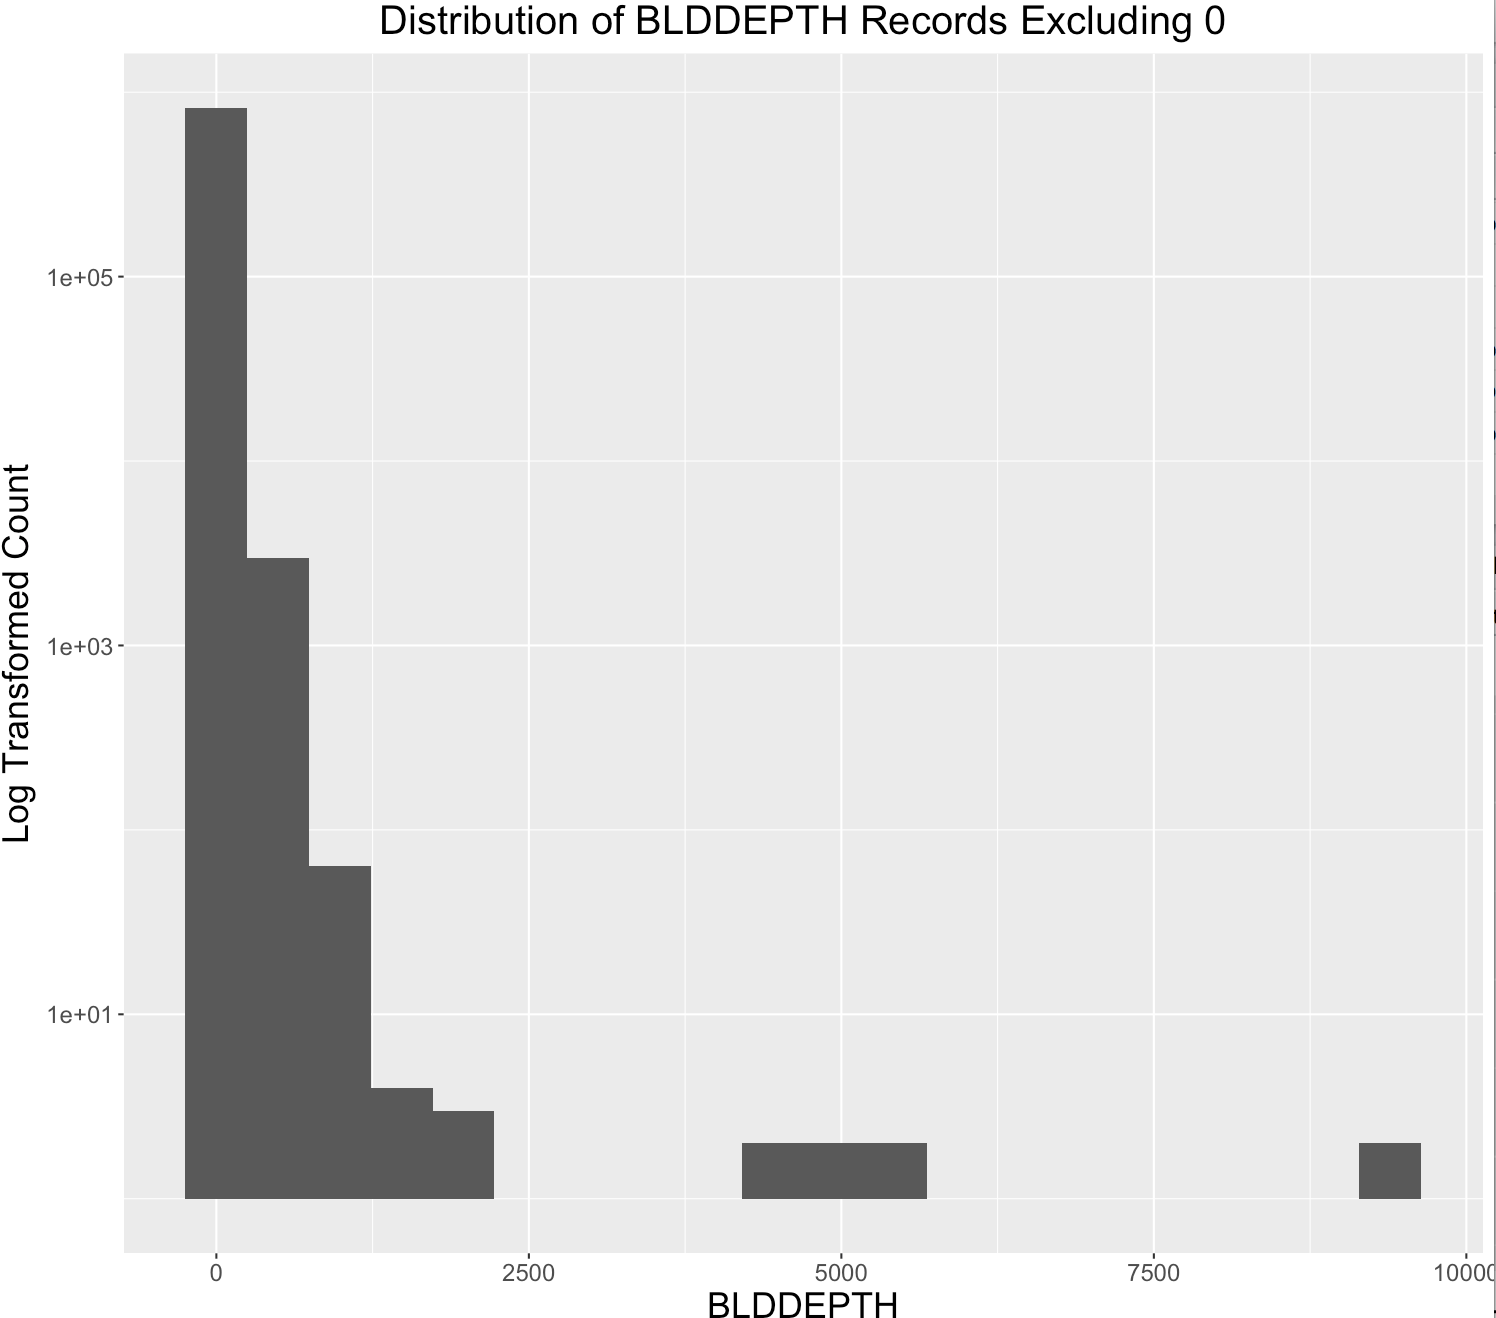 Distribution of BLDDEPTH Records Excluding 0
Log Transformed Count
1e+05
1e+03
1e+01
0
2500
5000
7500
10000
BLDDEPTH